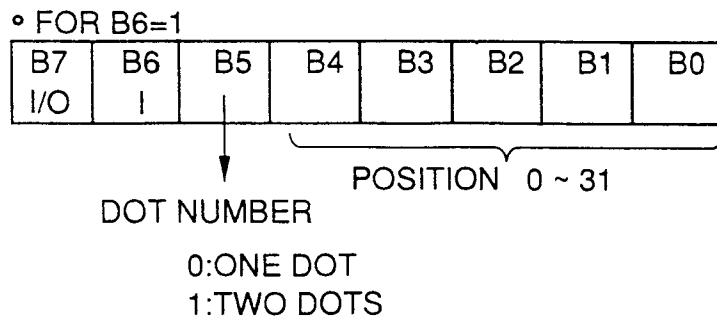 ° FOR B6=1
B7 B6 B5 B4 B3 B2 B1 B0
I/O I
POSITION 0 ~ 31
DOT NUMBER
0:ONE DOT
1:TWO DOTS